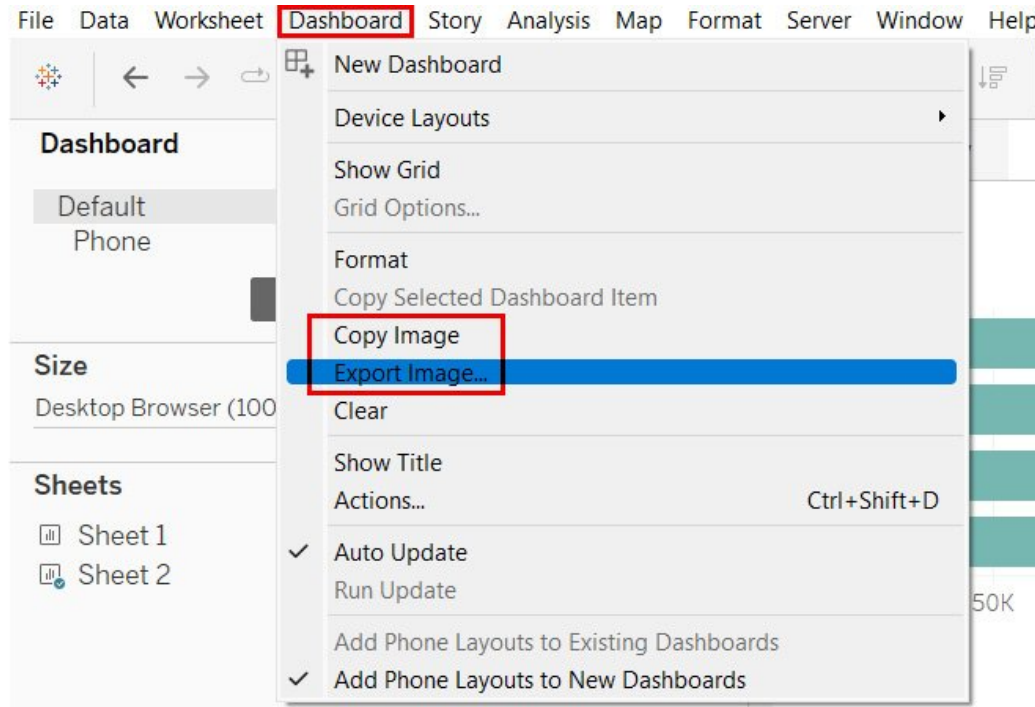 File Data Worksheet Dashboard Story Analysis Map Format Server Window Help
New Dashboard
Device Layouts
Dashboard
Show Grid
Default
Grid Options...
Phone
Format
Copy Selected Dashboard Item
Copy Image
Size
Export Image...
Desktop Browser (100
Clear
Show Title
Sheets
Actions... Ctrl+Shift+D
Sheet 1
Auto Update
Sheet 2
Run Update
50K
Add Phone Layouts to Existing Dashboards
Add Phone Layouts to New Dashboards